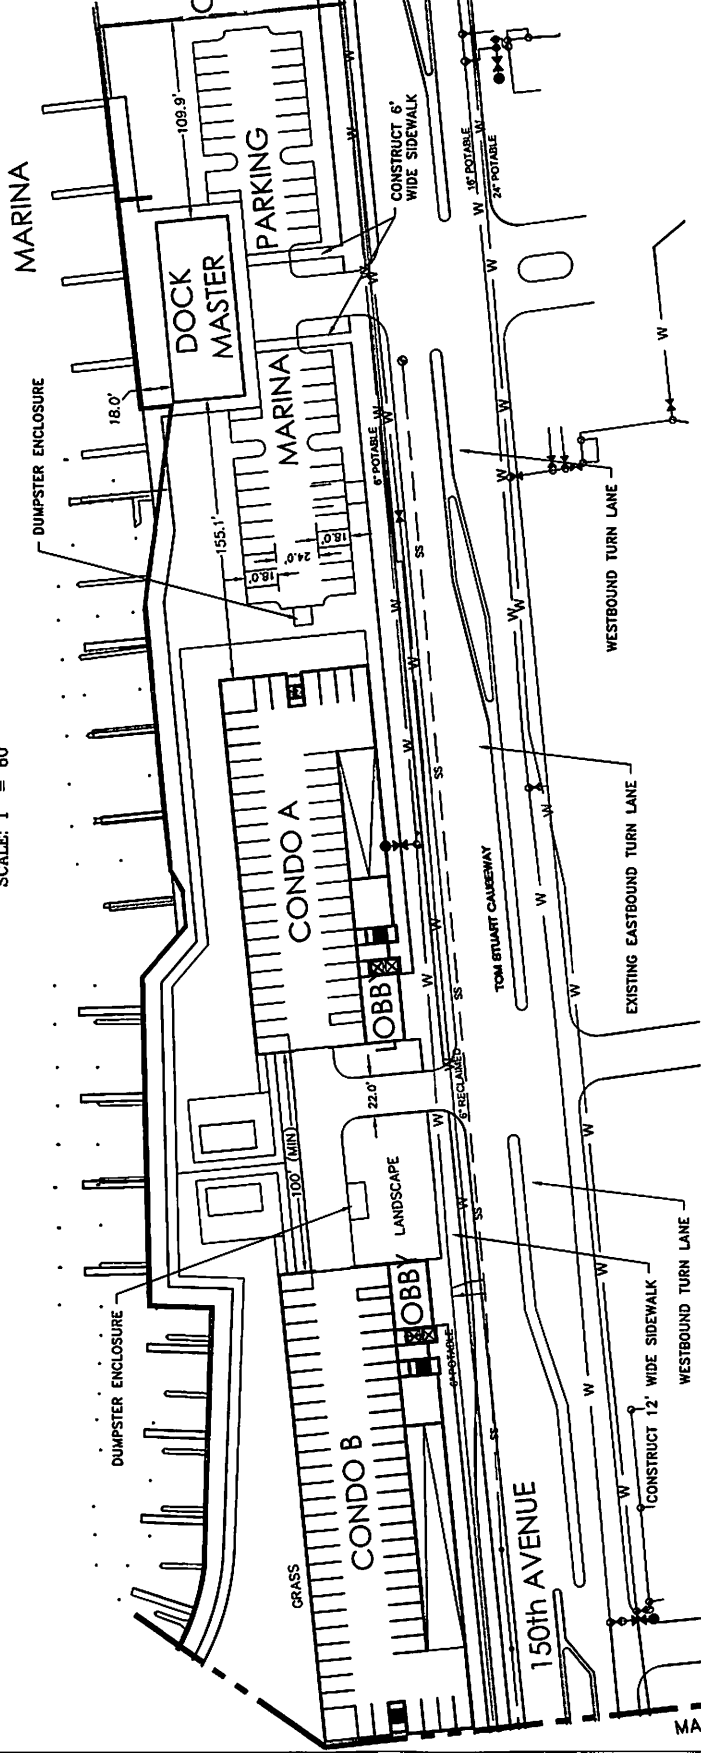 MARINA
109.9'
PARKING
CONSTRUCT 6'
WIDE SIDEWALK
16" POTABLE
24" POTABLE
DOCK
MASTER
18.0'
MARINA
DUMPSTER ENCLOSURE
155.1'
6" POTABLE
18.0'
24.0'
18.0'
WESTBOUND TURN LANE
SS
W
CONDO A
TOM STUART CAUSEWAY
EXISTING EASTBOUND TURN LANE
LOBBY
22.0'
6" RECLAIMED
100' (MIN)
LANDSCAPE
DUMPSTER ENCLOSURE
LOBBY
6" POTABLE
CONSTRUCT 12' WIDE SIDEWALK
WESTBOUND TURN LANE
CONDO B
GRASS
150th AVENUE
MA